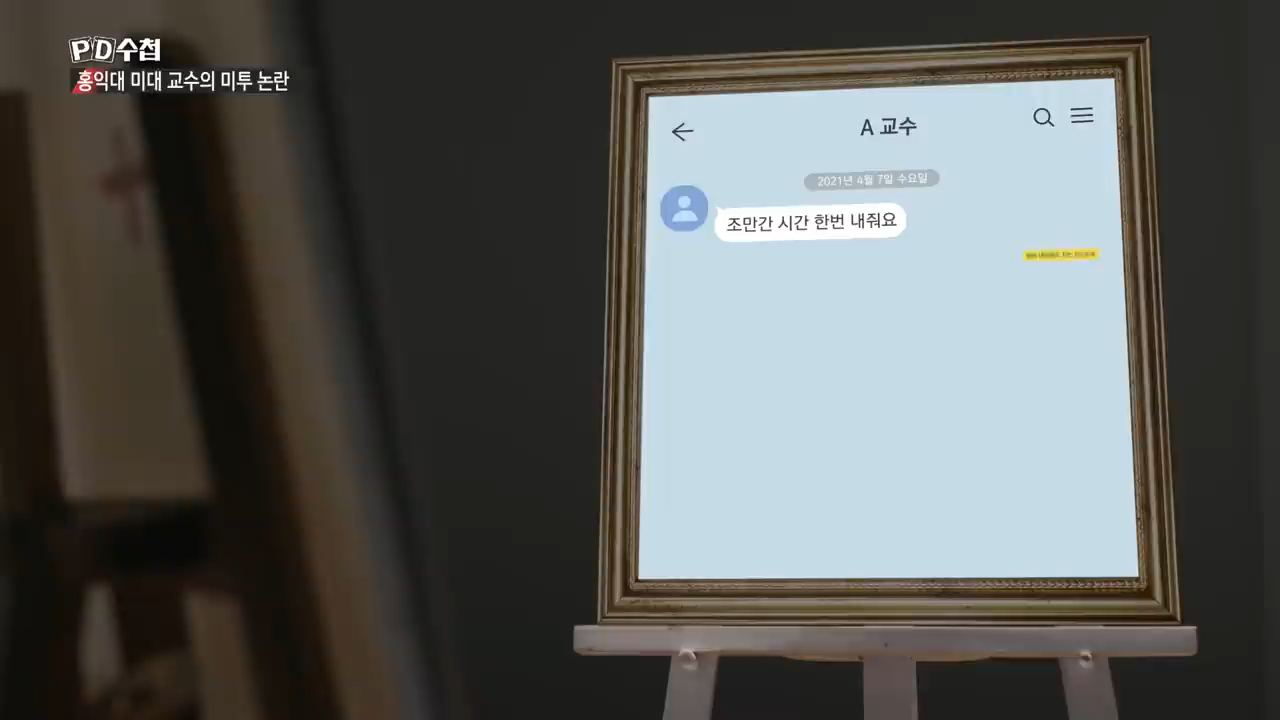 PD수첩
홍익대 미대 교수의 미투 논란
A 교수
2021년 4월 7일 수요일
조만간 시간 한번 내줘요